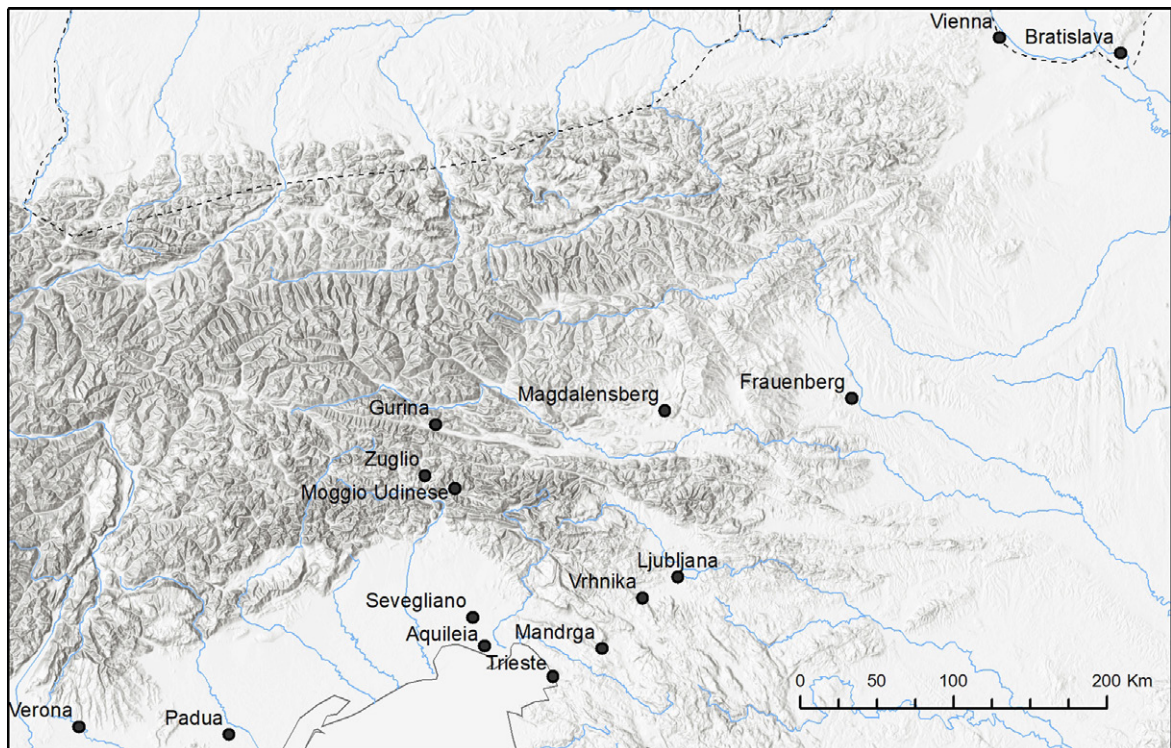 Vienna
Bratislava
Magdalensberg
Frauenberg
Gurina
Zuglio
Moggio Udinese
Ljubljana
Vrhnika
Sevegliano
Aquileia
Mandrga
Trieste
0 50 100 200 Km
Verona
Padua